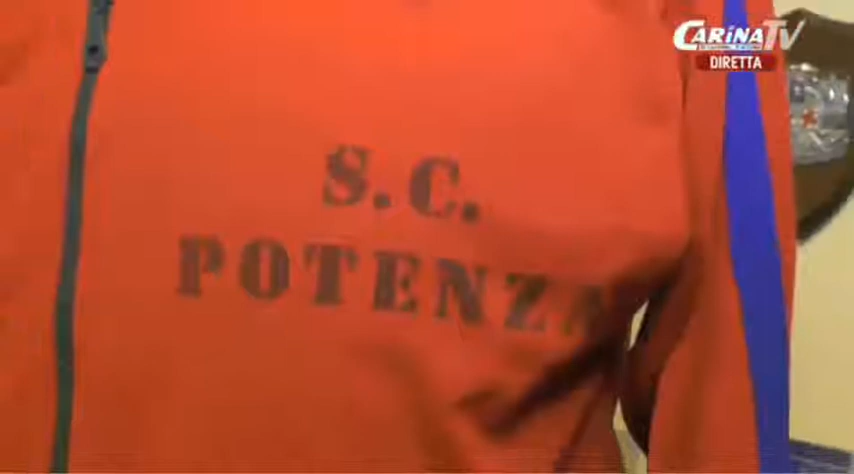 CARINATV
DIRETTA
S.C.
POTENZA